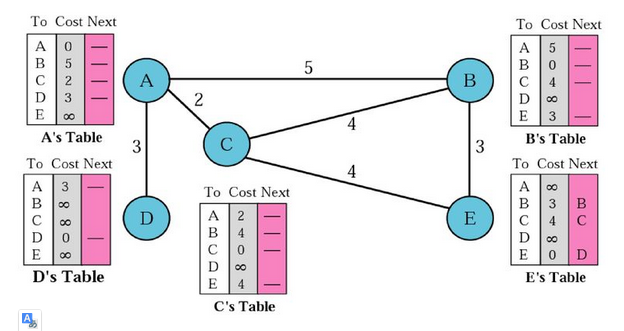 To Cost Next
A 0 —
B 5 —
C 2 —
D 3 —
E ∞
A's Table
To Cost Next
A 5 —
B 0 —
C 4 —
D ∞
E 3 —
B's Table
To Cost Next
A 3 —
B ∞
C ∞
D 0 —
E ∞
D's Table
To Cost Next
A 2 —
B 4 —
C 0 —
D ∞
E 4 —
C's Table
To Cost Next
A ∞
B 3 B
C 4 C
D ∞
E 0 D
E's Table
A
5
B
2
4
C
3
3
4
D
E
A